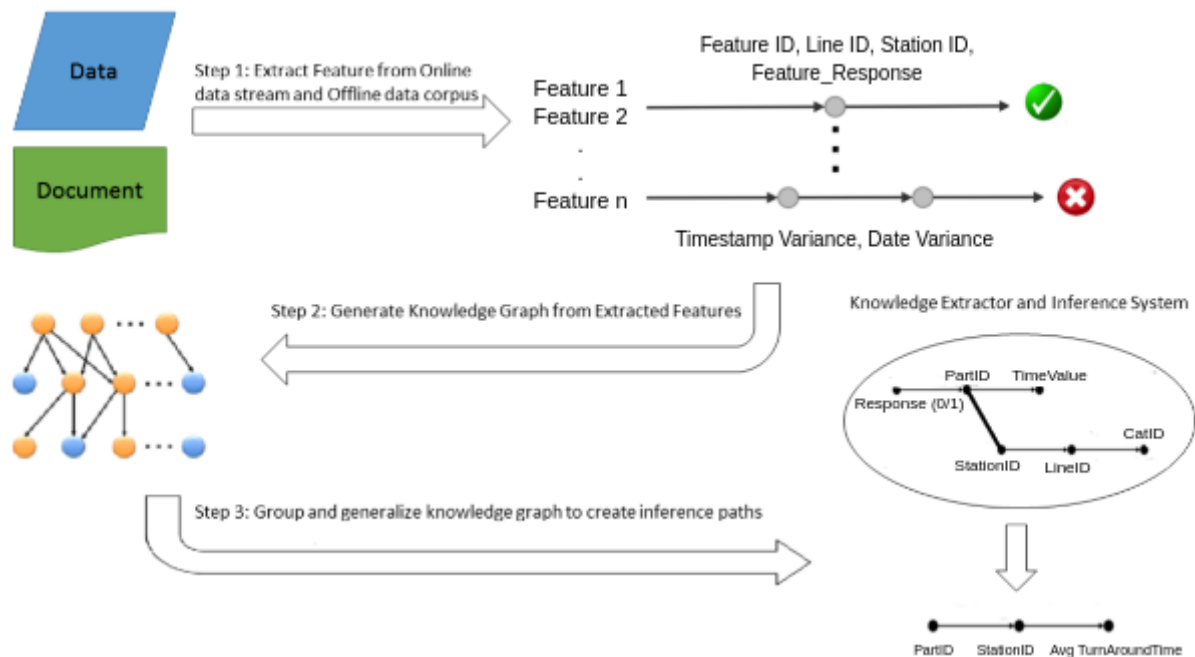 Data
Document
Step 1: Extract Feature from Online
data stream and Offline data corpus
Feature ID, Line ID, Station ID,
Feature_Response
Feature 1
Feature 2
.
.
Feature n
Timestamp Variance, Date Variance
Step 2: Generate Knowledge Graph from Extracted Features
Knowledge Extractor and Inference System
PartID
TimeValue
Response (0/1)
CatID
StationID
LineID
Step 3: Group and generalize knowledge graph to create inference paths
PartID
StationID
Avg TurnAroundTime